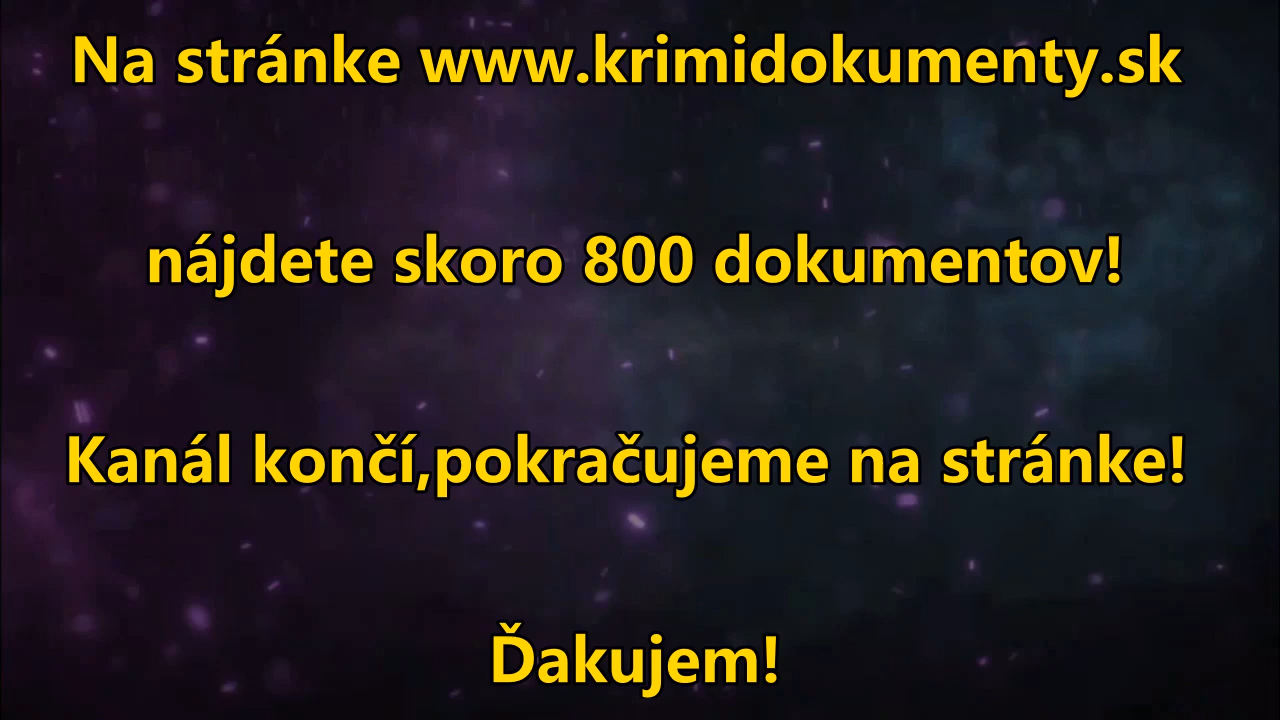 Na stránke www.krimidokumenty.sk
nájdete skoro 800 dokumentov!
Kanál končí,pokračujeme na stránke!
Ďakujem!